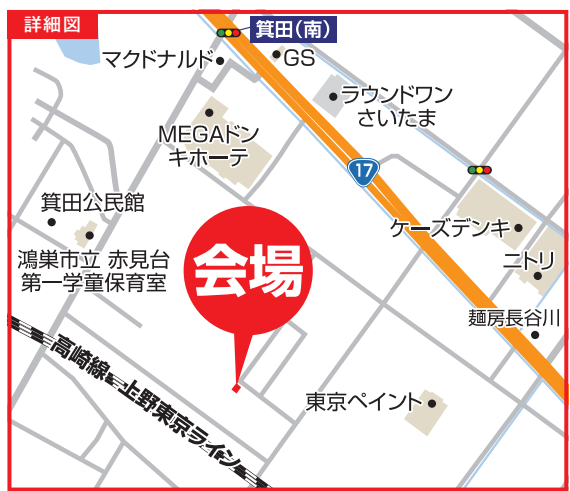 詳細図
箕田(南)
マクドナルド
GS
ラウンドワン
さいたま
MEGAドン
キホーテ
17
箕田公民館
ケーズデンキ
鴻巣市立 赤見台
第一学童保育室
会場
ニトリ
麺房長谷川
高崎線・上野東京ライン
東京ペイント